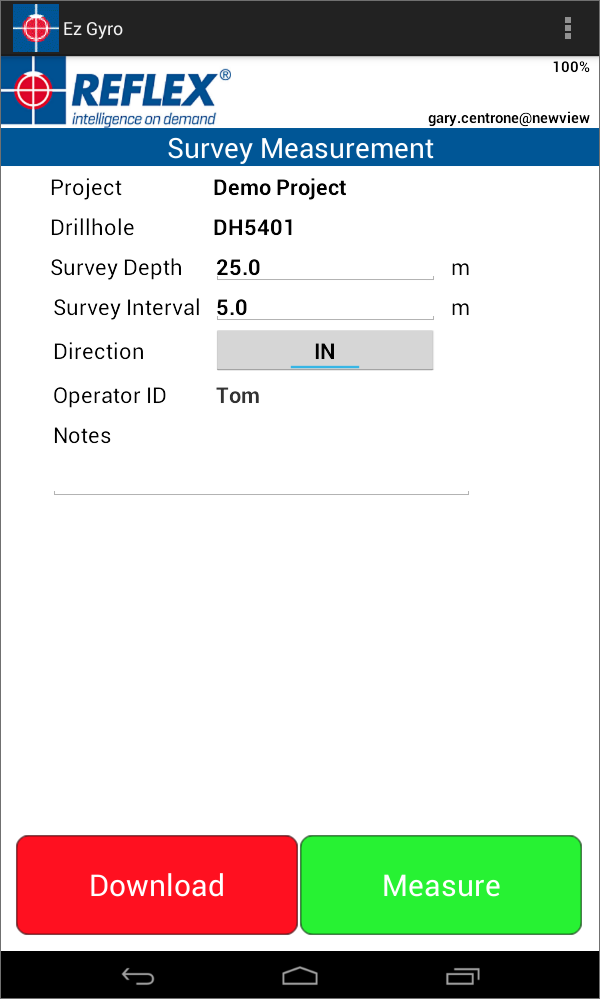 Ez Gyro
100%
REFLEX®
intelligence on demand
gary.centrone@newview
Survey Measurement
Project Demo Project
Drillhole DH5401
Survey Depth 25.0 m
Survey Interval 5.0 m
Direction IN
Operator ID Tom
Notes
Download Measure